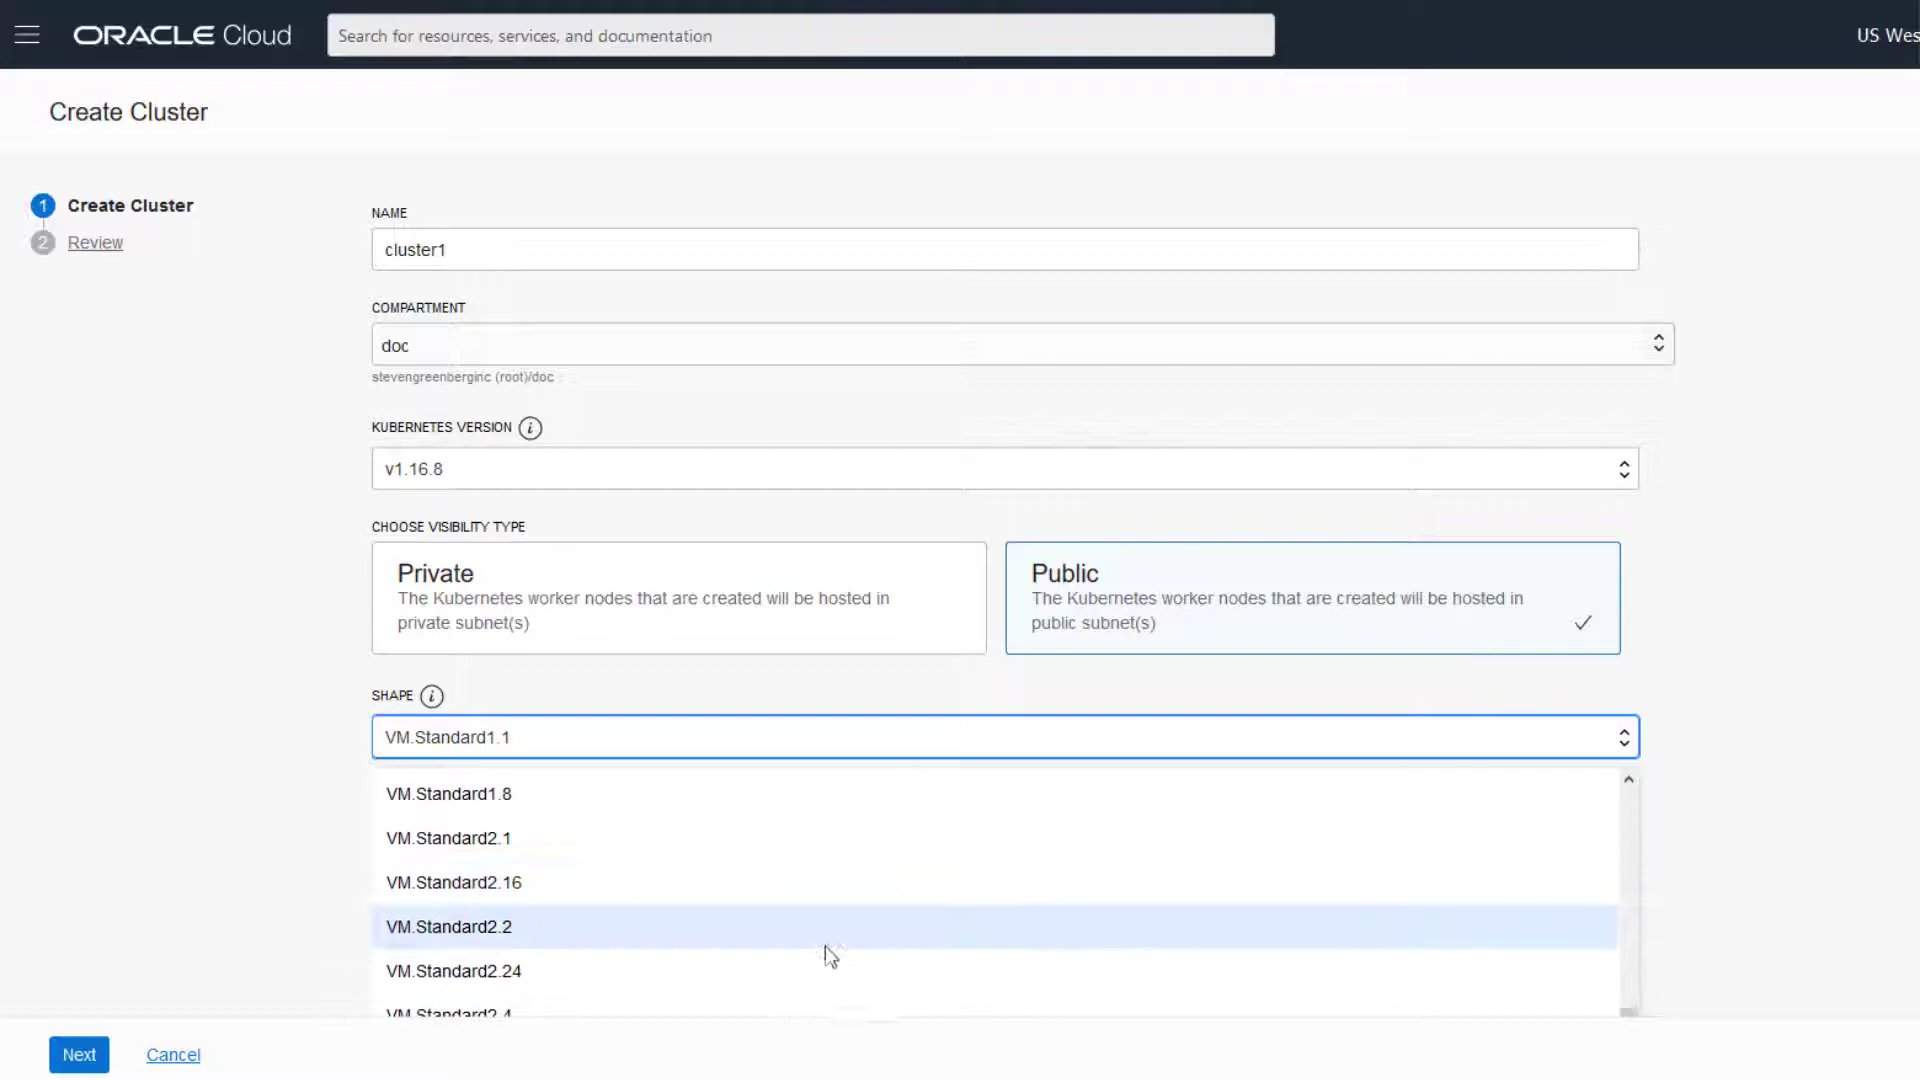 ORACLE Cloud
Search for resources, services, and documentation
US Wes
Create Cluster
1 Create Cluster
2 Review
NAME
cluster1
COMPARTMENT
doc
stevengreenberginc (root)/doc
KUBERNETES VERSION i
v1.16.8
CHOOSE VISIBILITY TYPE
Private
The Kubernetes worker nodes that are created will be hosted in
private subnet(s)
Public
The Kubernetes worker nodes that are created will be hosted in
public subnet(s)
SHAPE i
VM.Standard1.1
VM.Standard1.8
VM.Standard2.1
VM.Standard2.16
VM.Standard2.2
VM.Standard2.24
VM.Standard2.4
Next
Cancel